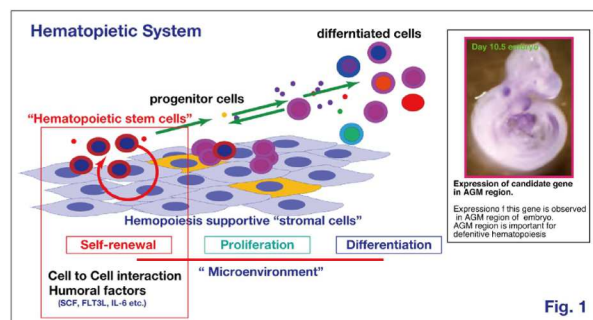 Hematopietic System
differntiated cells
progenitor cells
“Hematopoietic stem cells”
Hemopoiesis supportive “stromal cells”
Self-renewal
Proliferation
Differentiation
“ Microenvironment”
Cell to Cell interaction
Humoral factors
(SCF, FLT3L, IL-6 etc.)
Day 10.5 embryo
Expression of candidate gene
in AGM region.
Expressiono f this gene is observed
in AGM region of embryo.
AGM region is important for
defenitive hematopoiesis
Fig. 1